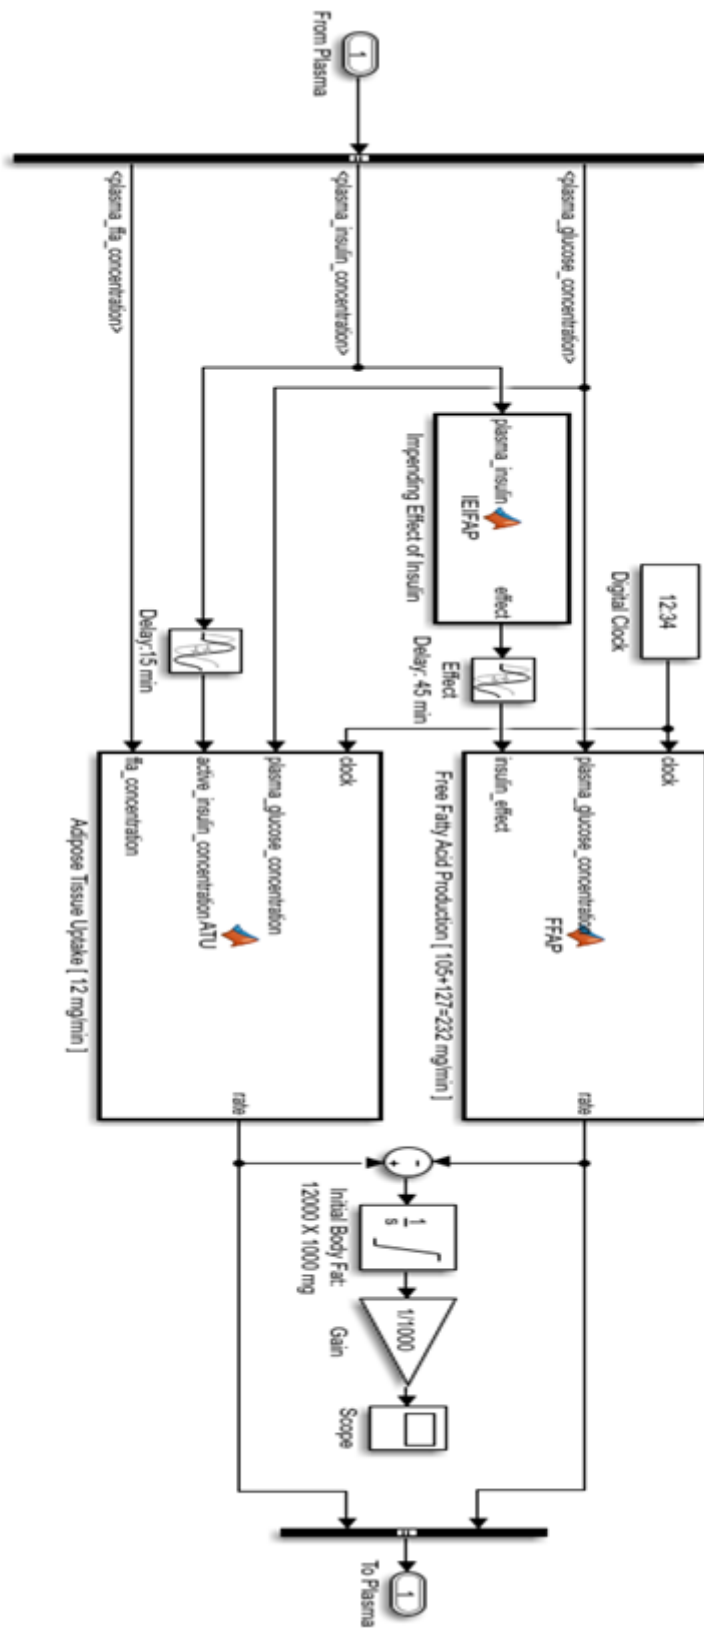 12:34
Digital Clock
<plasma_glucose_concentration>
plasma_insulin
effect
IEIFAP
Impending Effect of Insulin
Effect
Delay: 45 min
clock
plasma_glucose_concentration
insulin_effect
FFAP
rate
Free Fatty Acid Production [ 105+127=232 mg/min ]
1
From Plasma
<plasma_insulin_concentration>
-
+
1
s
Initial Body Fat:
12000 X 1000 mg
1/1000
Gain
Scope
1
To Plasma
clock
plasma_glucose_concentration
active_insulin_concentration
ATU
ffa_concentration
rate
Adipose Tissue Uptake [ 12 mg/min ]
Delay:15 min
<plasma_ffa_concentration>